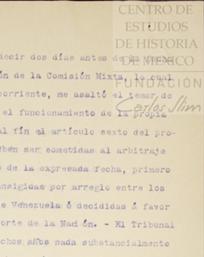 CENTRO DE
ESTUDIOS
DE HISTORIA
DE MÉXICO
FUNDACIÓN
Carlos Slim
decir dos días antes de la
ón de la Comisión Mixta, lo cual
corriente, me asaltó el temor de
el funcionamiento de la propia
al fin el artículo sexto del pro-
ben ser sometidas al arbitraje
de la expresada fecha, primero
ansigidas por arreglo entre los
e Venezuela ó decididas á favor
orte de la Nación. - El Tribunal
chos años nada substancialmente